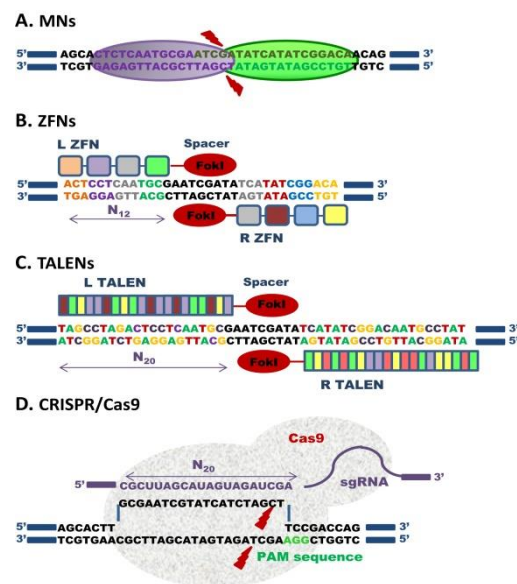 A. MNs
5’ AGCACTCTCAATGCGAATCGATATCATATCGGACAACAG 3’
3’ TCGTGAGAGTTACGCTTAGCTATAGTATAGCCTGTTGTC 5’
B. ZFNs
L ZFN Spacer
FokI
5’ ACTCCTCAATGCGAATCGATATCATATCGGACA 3’
3’ TGAGGAGTTACGCTTAGCTATAGTATAGCCTGT 5’
N12 FokI
R ZFN
C. TALENs
L TALEN Spacer
FokI
5’ TAGCCTAGACTCCTCAATGCGAATCGATATCATATCGGACAATGCCTAT 3’
3’ ATCGGATCTGAGGAGTTACGCTTAGCTATAGTATAGCCTGTTACGGATA 5’
N20 FokI
R TALEN
D. CRISPR/Cas9
Cas9
N20
5’ CGCUUAGCAUAGUAGAUCGA 3’
sgRNA
GCGAATCGTATCATCTAGCT
5’ AGCACTT TCCGACCAG 3’
3’ TCGTGAACGCTTAGCATAGTAGATCGAAGGCTGGTC 5’
PAM sequence